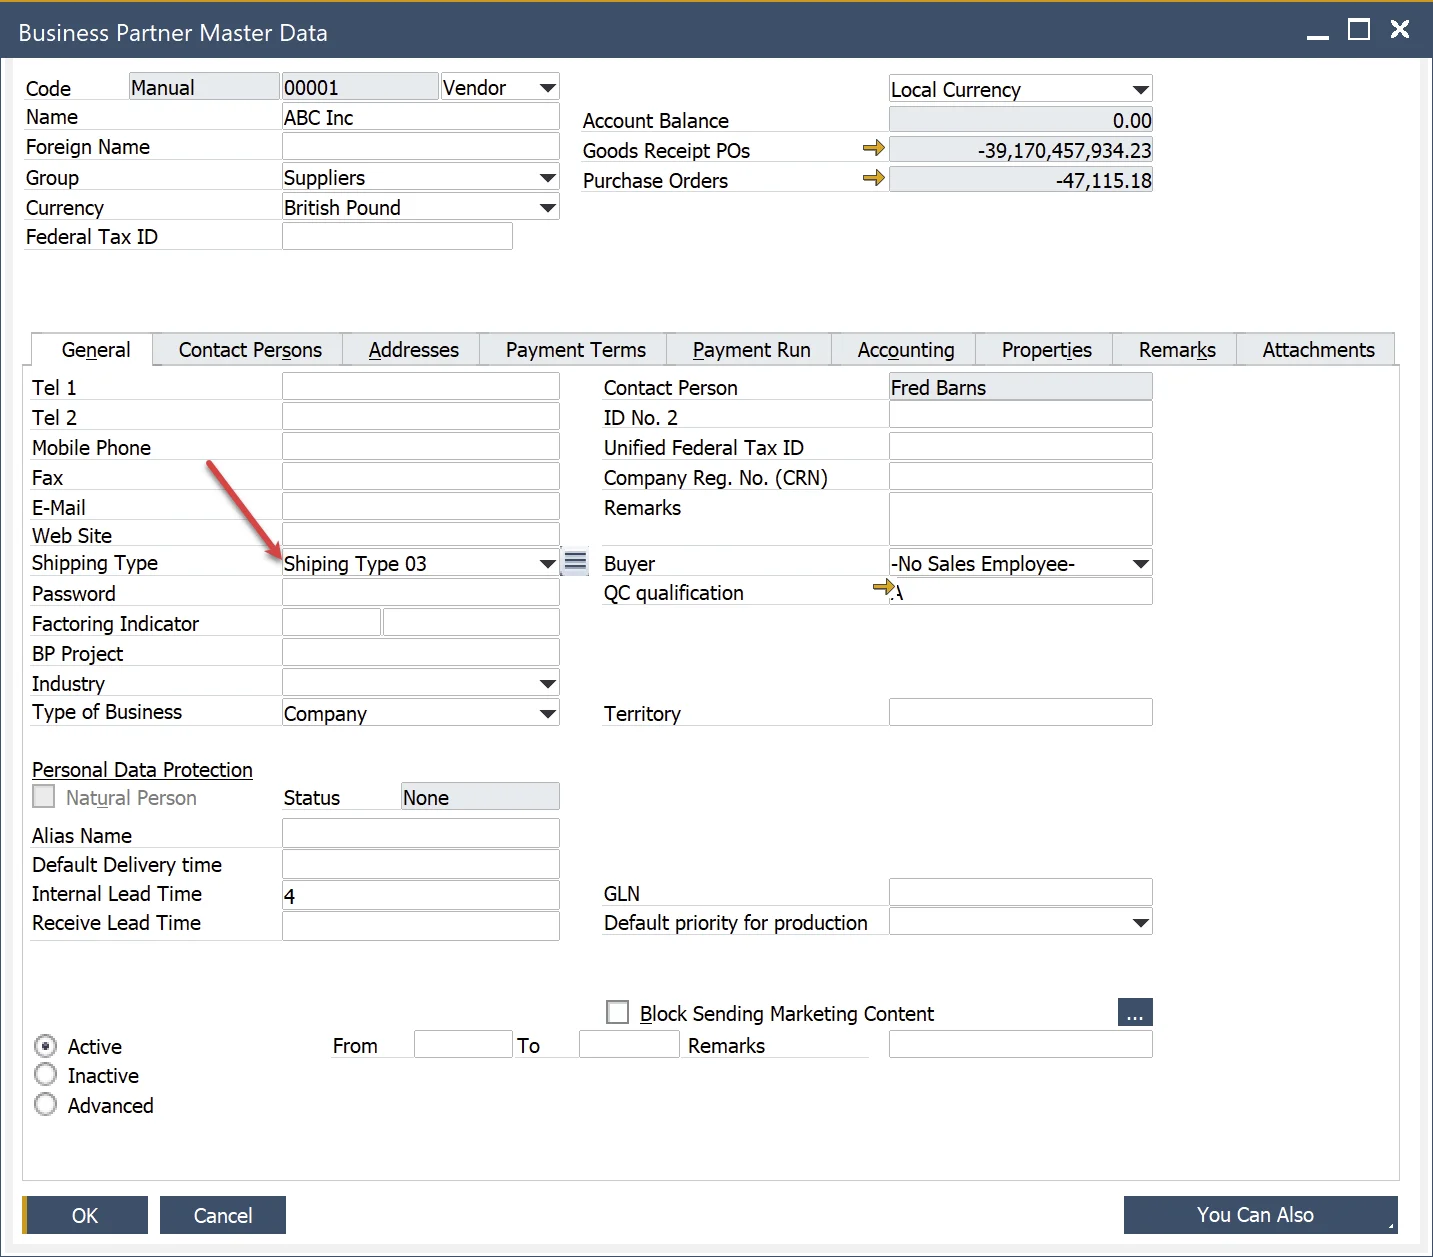 Business Partner Master Data
Code Manual 00001 Vendor
Name ABC Inc
Foreign Name
Group Suppliers
Currency British Pound
Federal Tax ID
Local Currency
Account Balance 0.00
Goods Receipt POs -39,170,457,934.23
Purchase Orders -47,115.18
General Contact Persons Addresses Payment Terms Payment Run Accounting Properties Remarks Attachments
Tel 1
Tel 2
Mobile Phone
Fax
E-Mail
Web Site
Shipping Type Shiping Type 03
Password
Factoring Indicator
BP Project
Industry
Type of Business Company
Contact Person Fred Barns
ID No. 2
Unified Federal Tax ID
Company Reg. No. (CRN)
Remarks
Buyer -No Sales Employee-
QC qualification A
Territory
Personal Data Protection
Natural Person Status None
Alias Name
Default Delivery time
Internal Lead Time 4
Receive Lead Time
GLN
Default priority for production
Block Sending Marketing Content ...
Active From To Remarks
Inactive
Advanced
OK Cancel You Can Also